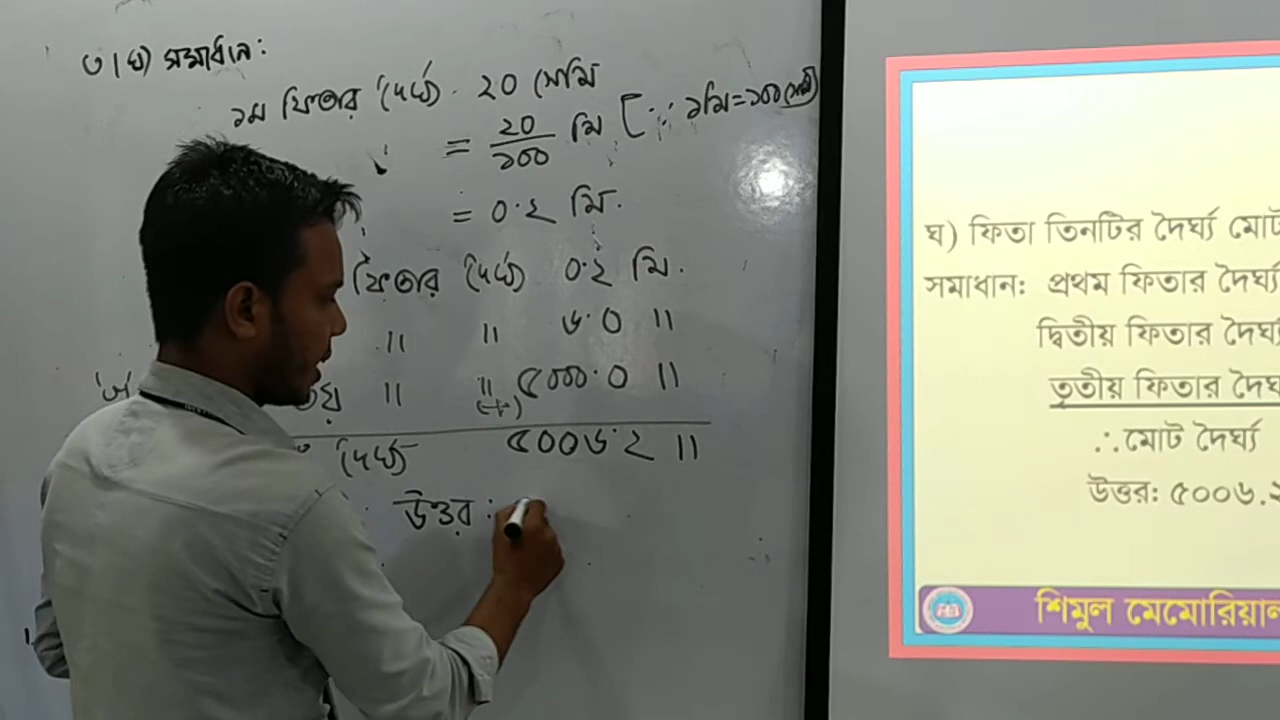 ৩। ঘ) সমাধান:
১ম ফিতার দৈর্ঘ্য . ২০ সেমি
= ২০/১০০ মি [∵ ১মি=১০০সেমি
= ০.২ মি.
ফিতার দৈর্ঘ্য ০.২ মি.
" " ৬.০ "
" " ৫০০০.০ "
(+)
দৈর্ঘ্য ৫০০৬.২ "
উত্তর :
ঘ) ফিতা তিনটির দৈর্ঘ্য মোট
সমাধান: প্রথম ফিতার দৈর্ঘ্য
দ্বিতীয় ফিতার দৈর্ঘ্য
তৃতীয় ফিতার দৈর্ঘ্য
∴মোট দৈর্ঘ্য
উত্তর: ৫০০৬.২
শিমুল মেমোরিয়াল